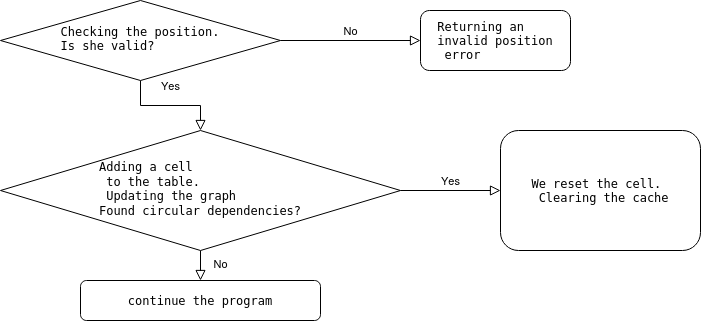 Checking the position.
Is she valid?
No
Returning an
invalid position
error
Yes
Adding a cell
to the table.
Updating the graph
Found circular dependencies?
Yes
We reset the cell.
Clearing the cache
No
continue the program